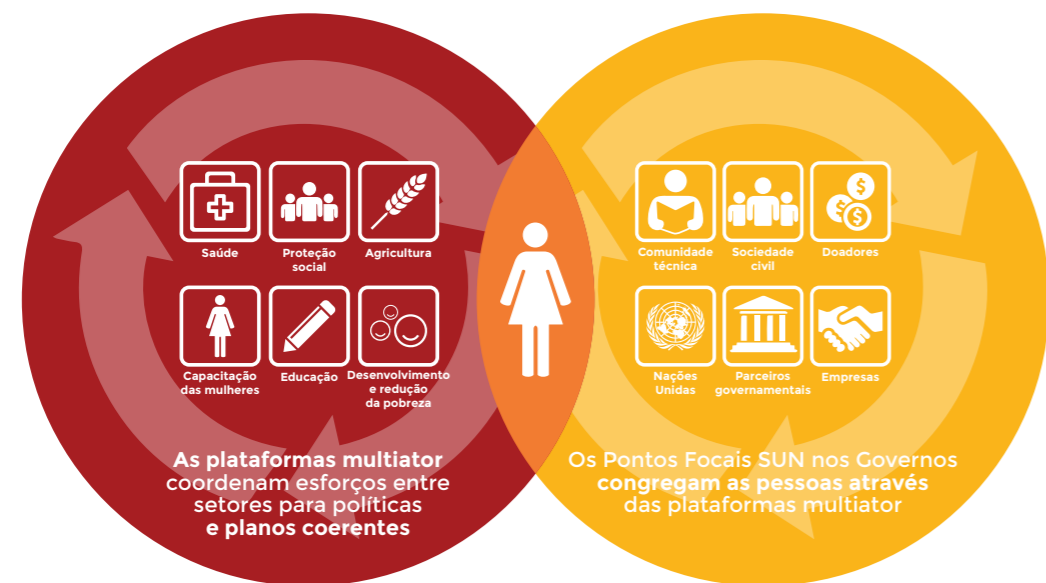 Saúde
Proteção
social
Agricultura
Capacitação
das mulheres
Educação
Desenvolvimento
e redução
da pobreza
As plataformas multiator
coordenam esforços entre
setores para políticas
e planos coerentes
Comunidade
técnica
Sociedade
civil
Doadores
$
$
$
Nações
Unidas
Parceiros
governamentais
Empresas
Os Pontos Focais SUN nos Governos
congregam as pessoas através
das plataformas multiator